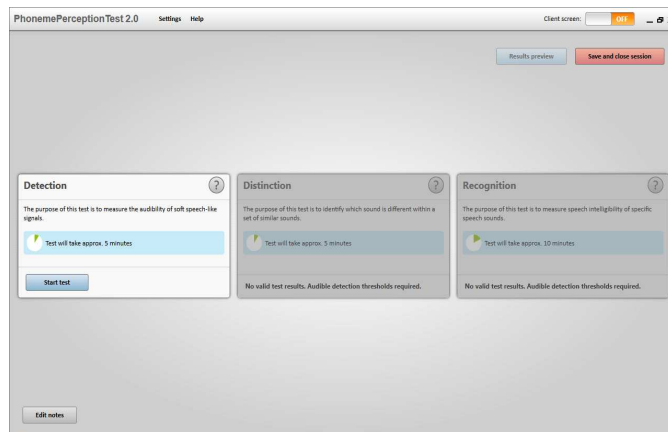 PhonemePerceptionTest 2.0 Settings Help Client screen: OFF
Results preview Save and close session
Detection ?
The purpose of this test is to measure the audibility of soft speech-like
signals.
Test will take approx. 5 minutes
Start test
Distinction ?
The purpose of this test is to identify which sound is different within a
set of similar sounds.
Test will take approx. 5 minutes
No valid test results. Audible detection thresholds required.
Recognition ?
The purpose of this test is to measure speech intelligibility of specific
speech sounds.
Test will take approx. 10 minutes
No valid test results. Audible detection thresholds required.
Edit notes